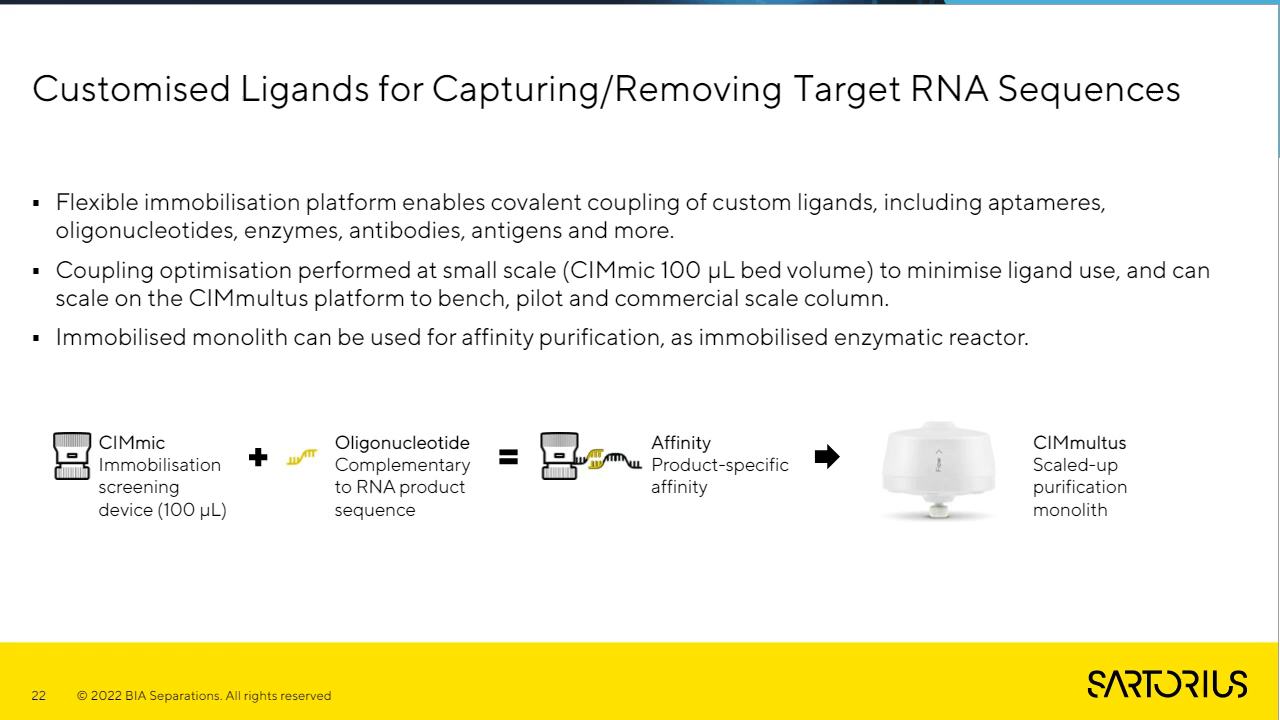 Customised Ligands for Capturing/Removing Target RNA Sequences
▪ Flexible immobilisation platform enables covalent coupling of custom ligands, including aptameres,
oligonucleotides, enzymes, antibodies, antigens and more.
▪ Coupling optimisation performed at small scale (CIMmic 100 µL bed volume) to minimise ligand use, and can
scale on the CIMmultus platform to bench, pilot and commercial scale column.
▪ Immobilised monolith can be used for affinity purification, as immobilised enzymatic reactor.
CIMmic
Immobilisation
screening
device (100 µL)
+
Oligonucleotide
Complementary
to RNA product
sequence
=
Affinity
Product-specific
affinity
Flow >
CIMmultus
Scaled-up
purification
monolith
22 © 2022 BIA Separations. All rights reserved
SARTORIUS